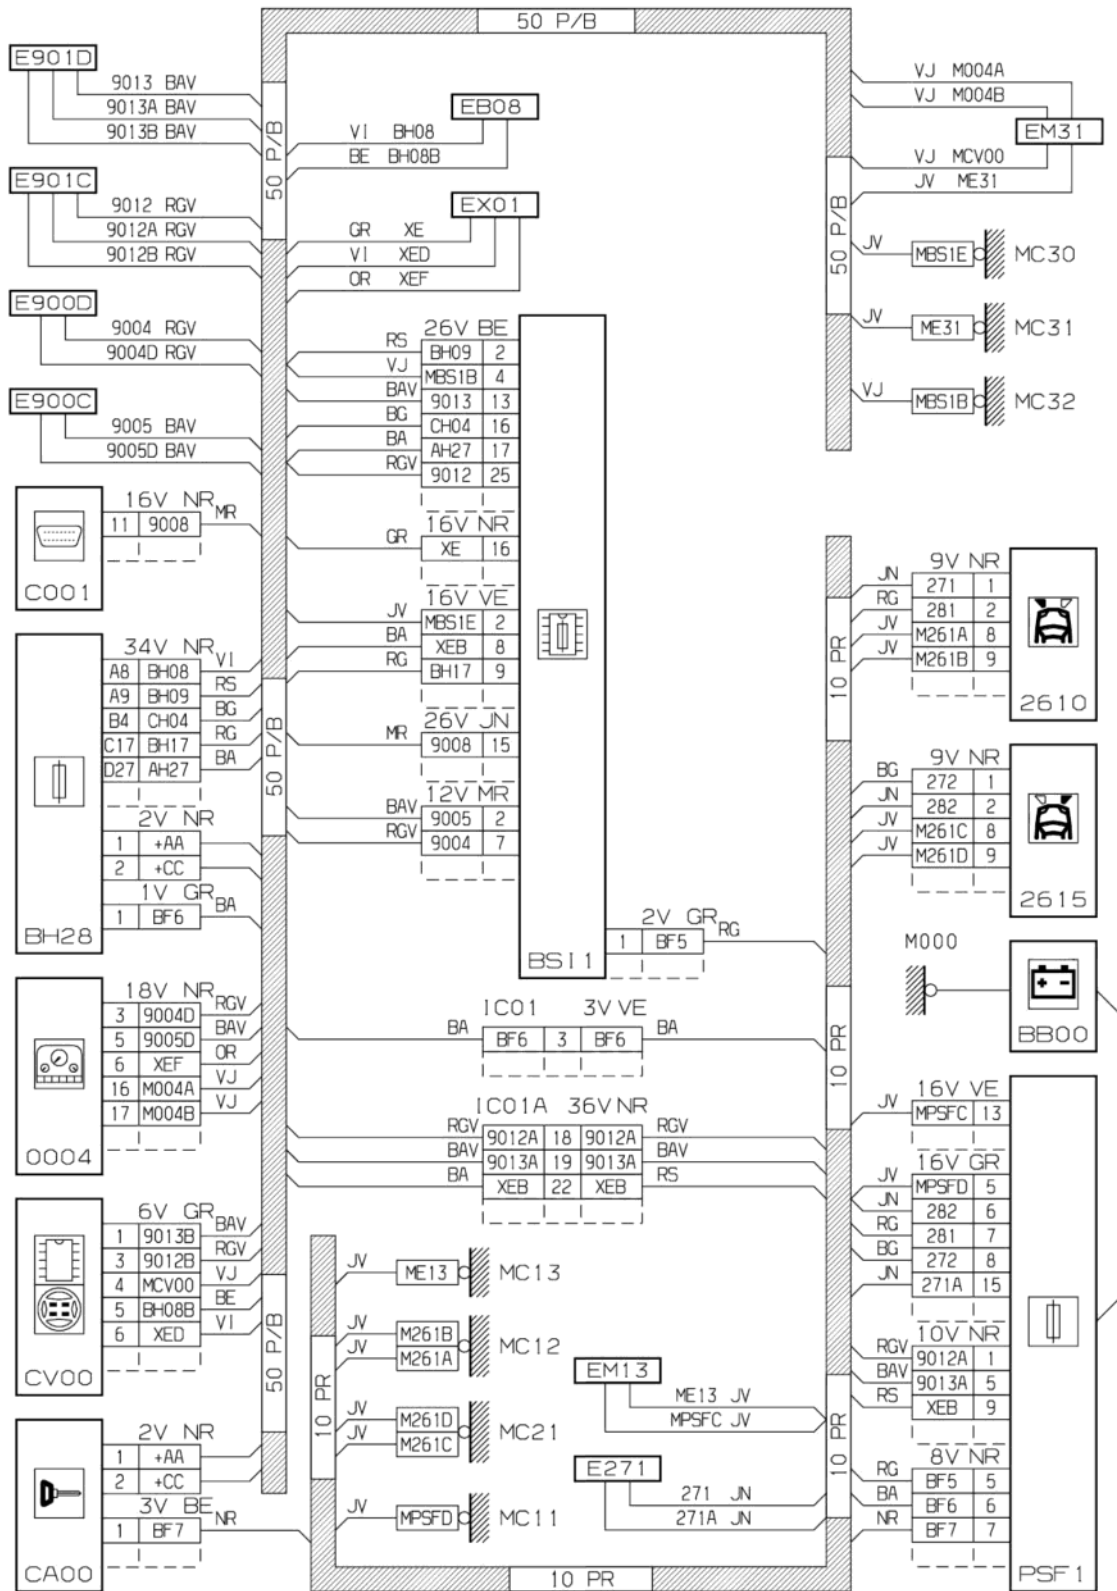 50 P/B
E901D
9013 BAV
9013A BAV
9013B BAV
50 P/B
E901C
9012 RGV
9012A RGV
9012B RGV
E900D
9004 RGV
9004D RGV
E900C
9005 BAV
9005D BAV
16V NR
MR
11 9008
C001
34V NR
A8 BH08 VI
A9 BH09 RS
B4 CH04 BG
C17 BH17 RG
D27 AH27 BA
2V NR
1 +AA
2 +CC
1V GR
1 BF6 BA
BH28
50 P/B
18V NR
3 9004D RGV
5 9005D BAV
6 XEF OR
16 M004A VJ
17 M004B VJ
0004
6V GR
1 9013B BAV
3 9012B RGV
4 MCV00 VJ
5 BH08B BE
6 XED VI
CV00
50 P/B
2V NR
1 +AA
2 +CC
3V BE
1 BF7 NR
CA00
EB08
VI BH08
BE BH08B
EX01
GR XE
VI XED
OR XEF
26V BE
RS BH09 2
VJ MBS1B 4
BAV 9013 13
BG CH04 16
BA AH27 17
RGV 9012 25
16V NR
GR XE 16
16V VE
JV MBS1E 2
BA XEB 8
RG BH17 9
26V JN
MR 9008 15
12V MR
BAV 9005 2
RGV 9004 7
BSI1
2V GR
1 BF5 RG
IC01 3V VE
BA BF6 3 BF6 BA
IC01A 36V NR
RGV 9012A 18 9012A RGV
BAV 9013A 19 9013A BAV
BA XEB 22 XEB RS
JV ME13 MC13
JV M261B
JV M261A
MC12
JV M261D
JV M261C
MC21
JV MPSFD MC11
10 PR
10 PR
EM13
ME13 JV
MPSFC JV
E271
271 JN
271A JN
VJ M004A
VJ M004B
EM31
VJ MCV00
JV ME31
50 P/B
JV MBS1E MC30
JV ME31 MC31
VJ MBS1B MC32
9V NR
JN 271 1
RG 281 2
JV M261A 8
JV M261B 9
2610
10 PR
9V NR
BG 272 1
JN 282 2
JV M261C 8
JV M261D 9
2615
M000
BB00
10 PR
16V VE
JV MPSFC 13
16V GR
JV MPSFD 5
JN 282 6
RG 281 7
BG 272 8
JN 271A 15
10V NR
RGV 9012A 1
BAV 9013A 5
RS XEB 9
10 PR
8V NR
RG BF5 5
BA BF6 6
NR BF7 7
PSF1